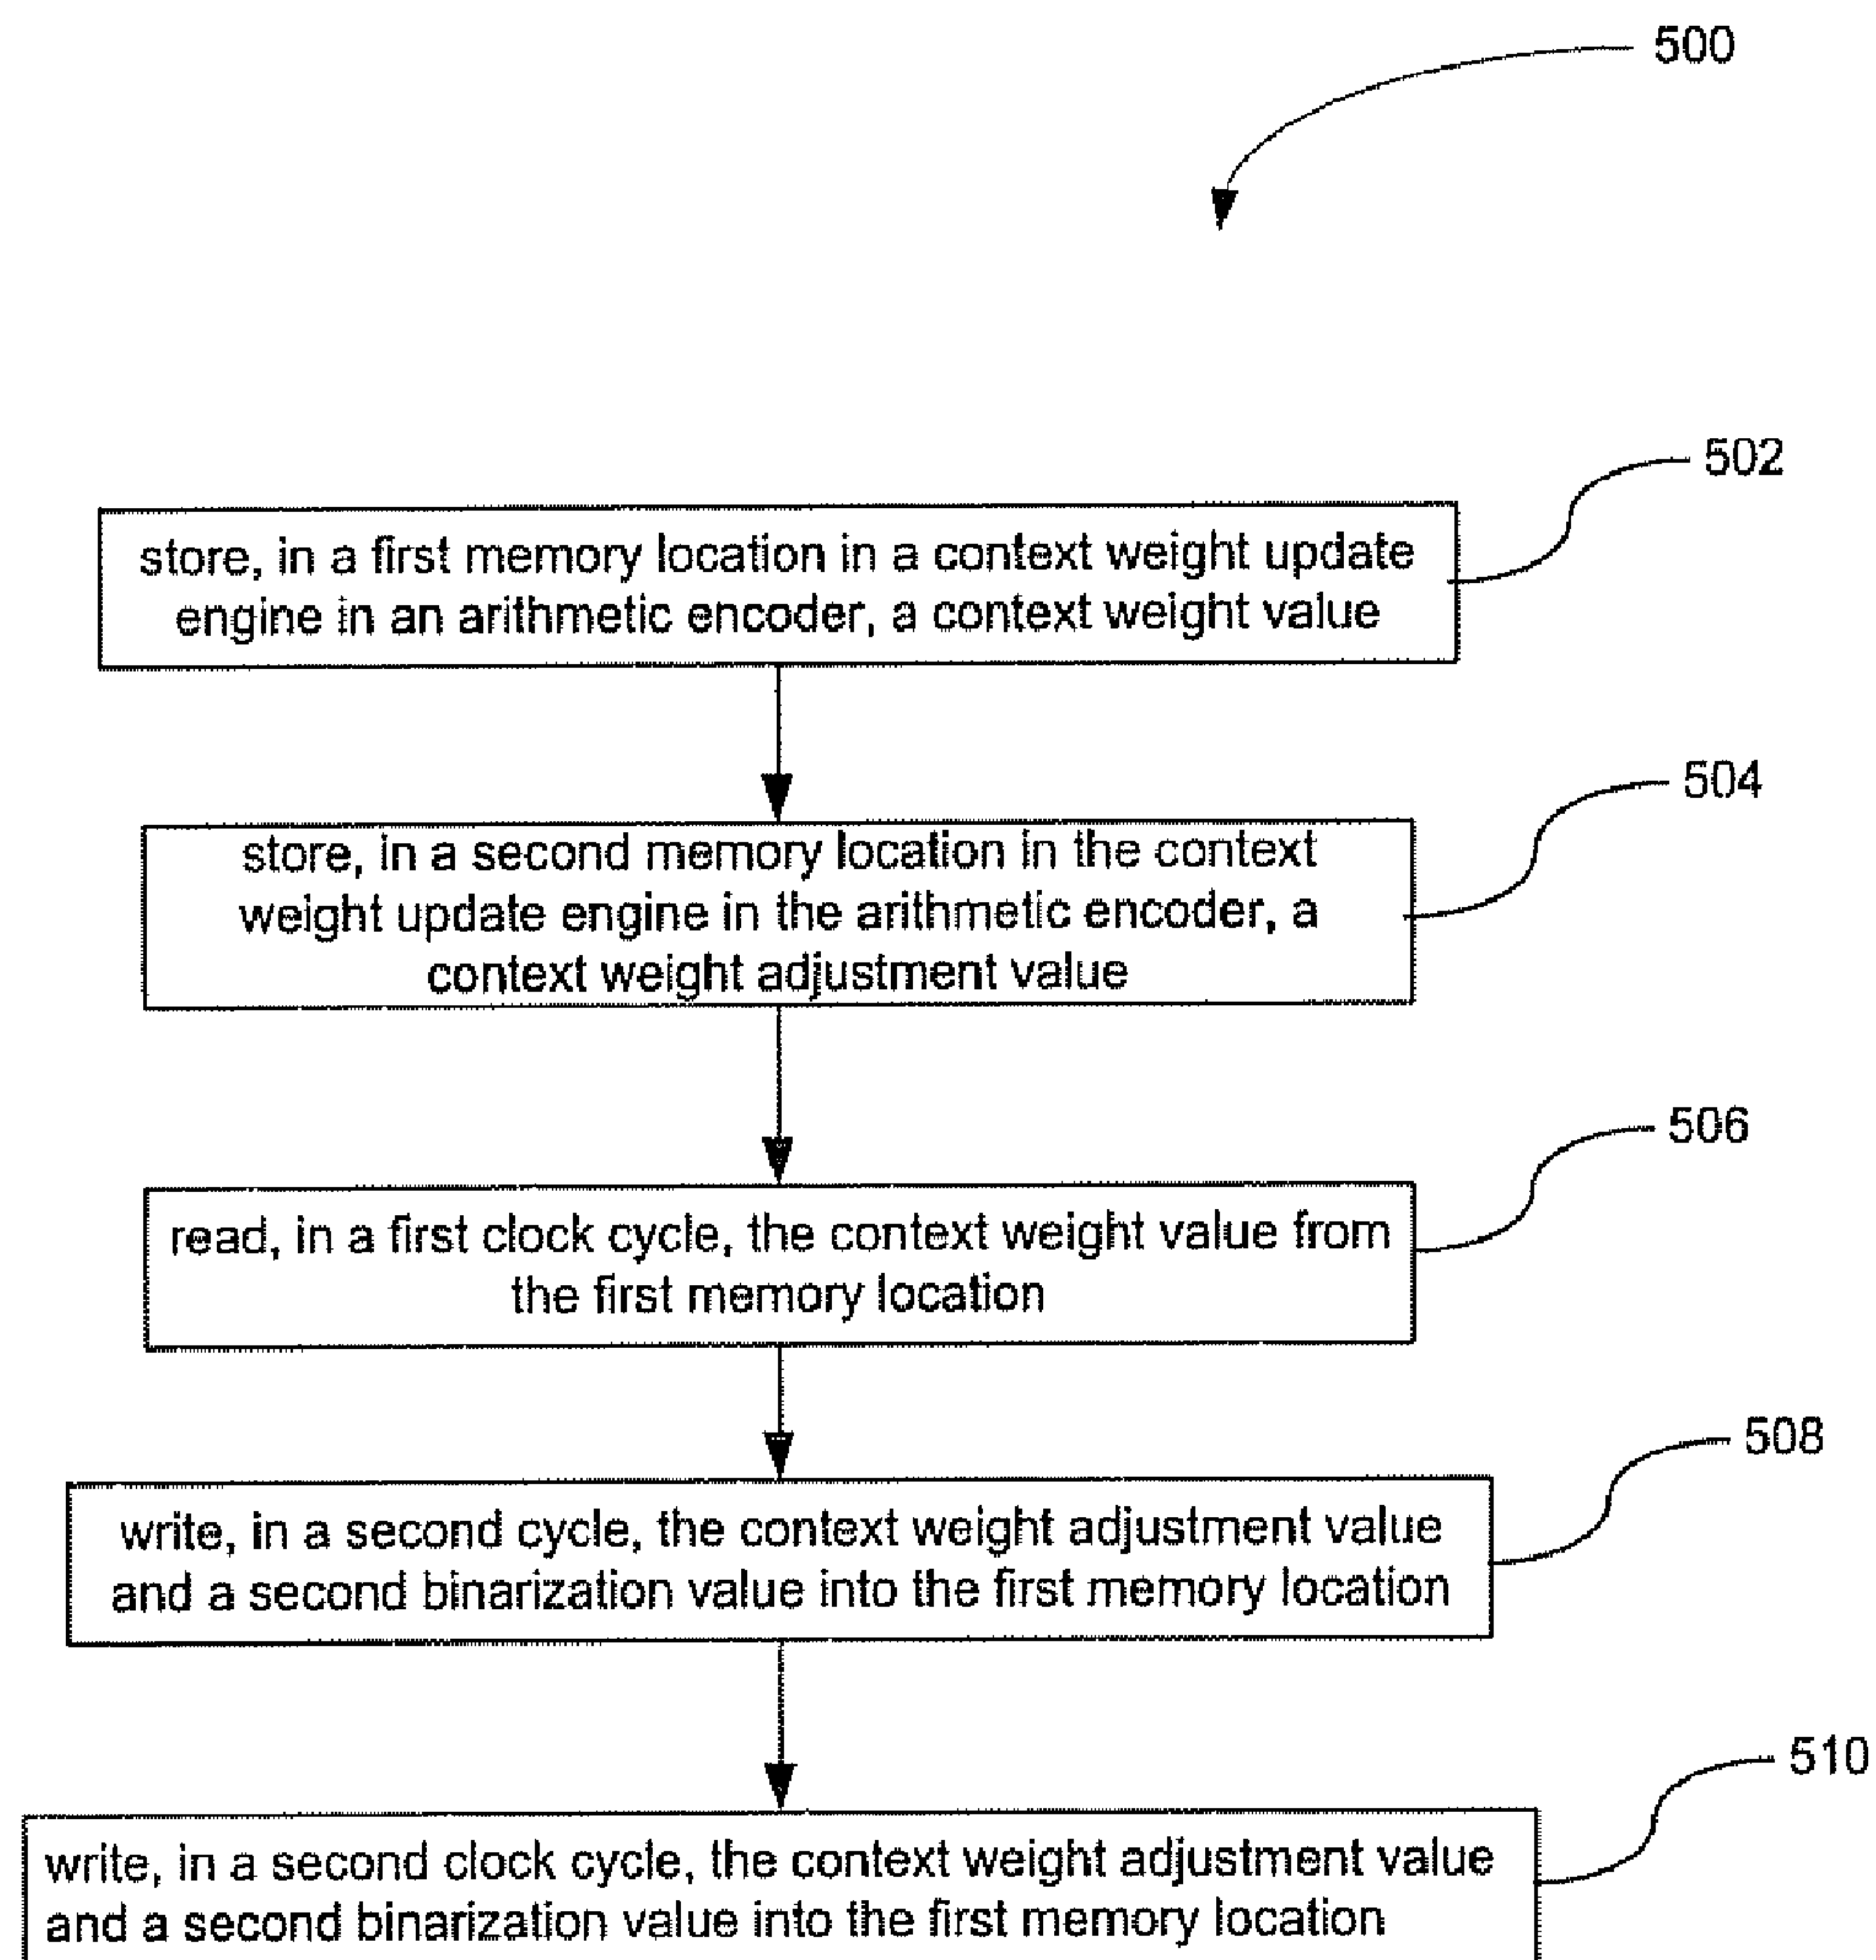 500
502
store, in a first memory location in a context weight update
engine in an arithmetic encoder, a context weight value
504
store, in a second memory location in the context
weight update engine in the arithmetic encoder, a
context weight adjustment value
506
read, in a first clock cycle, the context weight value from
the first memory location
508
write, in a second cycle, the context weight adjustment value
and a second binarization value into the first memory location
510
write, in a second clock cycle, the context weight adjustment value
and a second binarization value into the first memory location